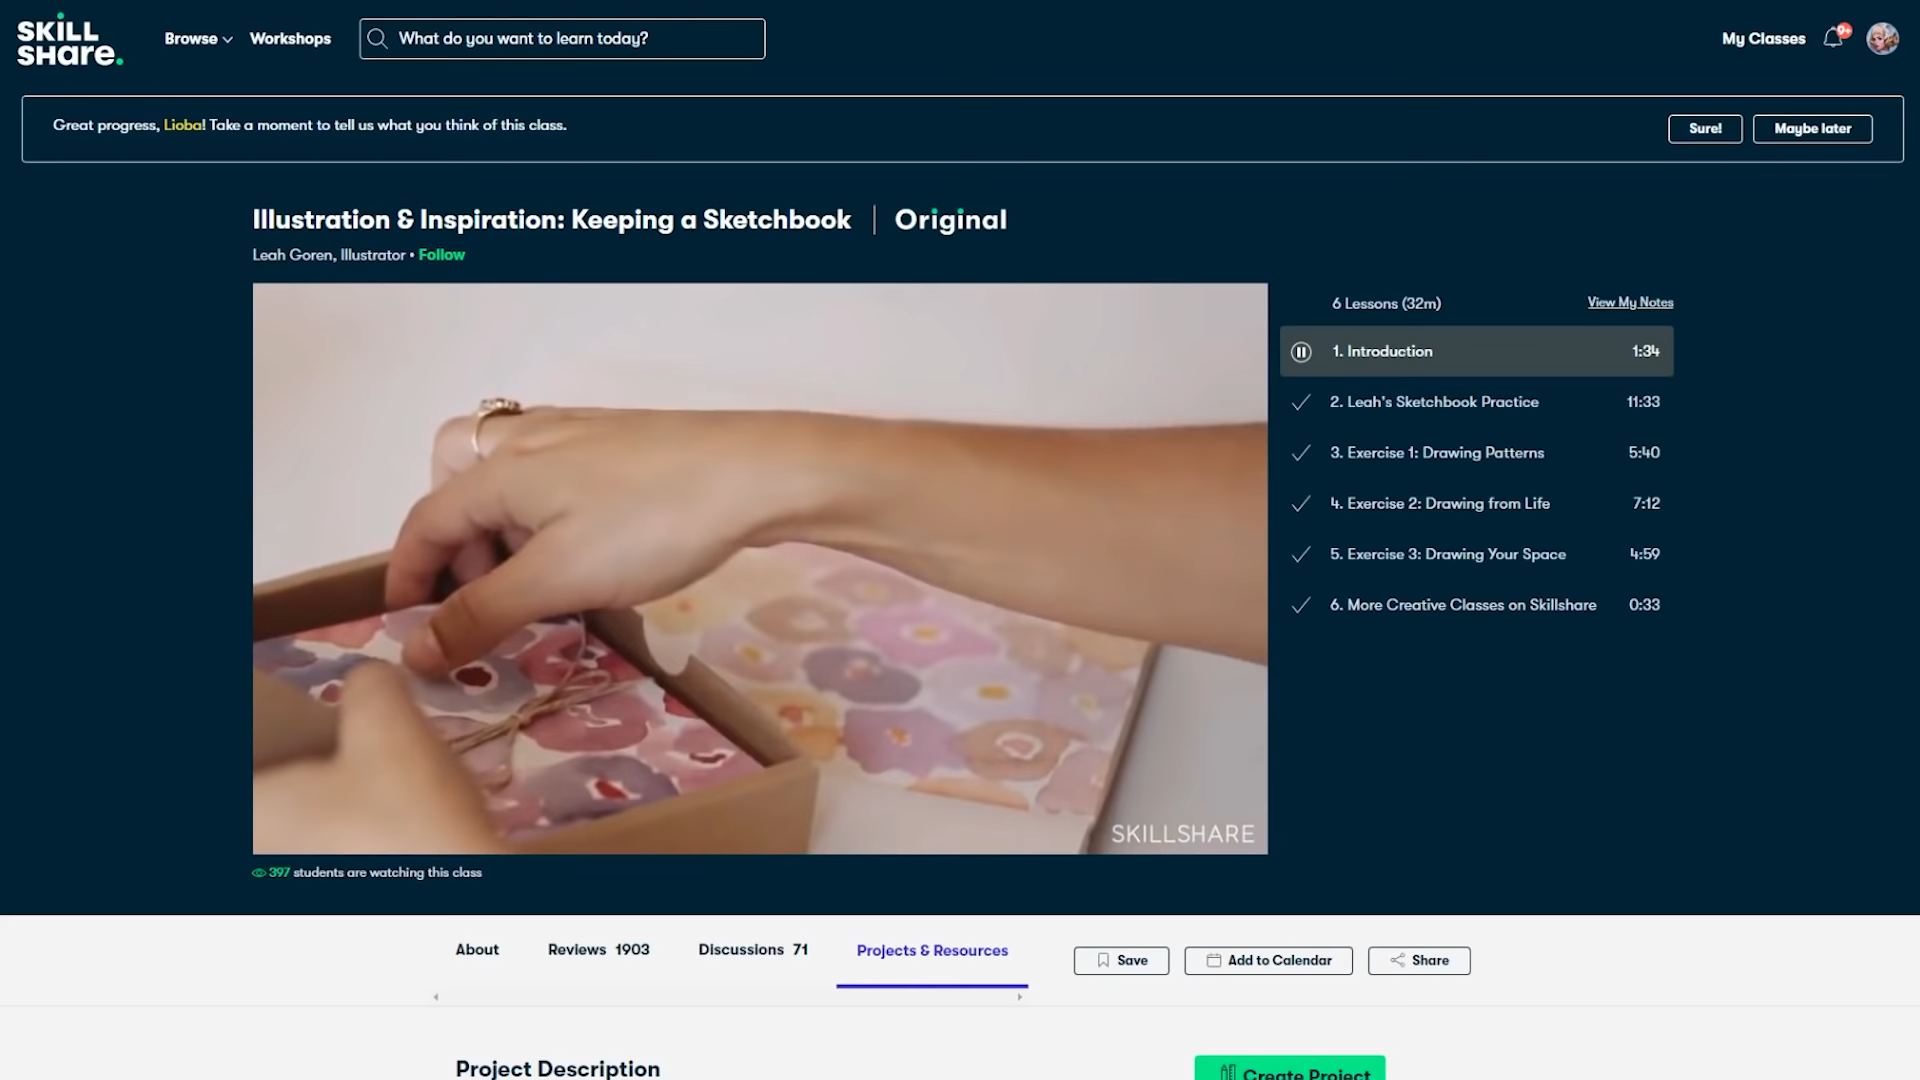 SKILL
SHARE.
Browse
Workshops
What do you want to learn today?
My Classes
9+
Great progress, Lioba! Take a moment to tell us what you think of this class.
Sure!
Maybe later
Illustration & Inspiration: Keeping a Sketchbook | Original
Leah Goren, Illustrator • Follow
6 Lessons (32m)
View My Notes
1. Introduction 1:34
2. Leah's Sketchbook Practice 11:33
3. Exercise 1: Drawing Patterns 5:40
4. Exercise 2: Drawing from Life 7:12
5. Exercise 3: Drawing Your Space 4:59
6. More Creative Classes on Skillshare 0:33
SKILLSHARE
397 students are watching this class
About
Reviews 1903
Discussions 71
Projects & Resources
Save
Add to Calendar
Share
Project Description
Create Project